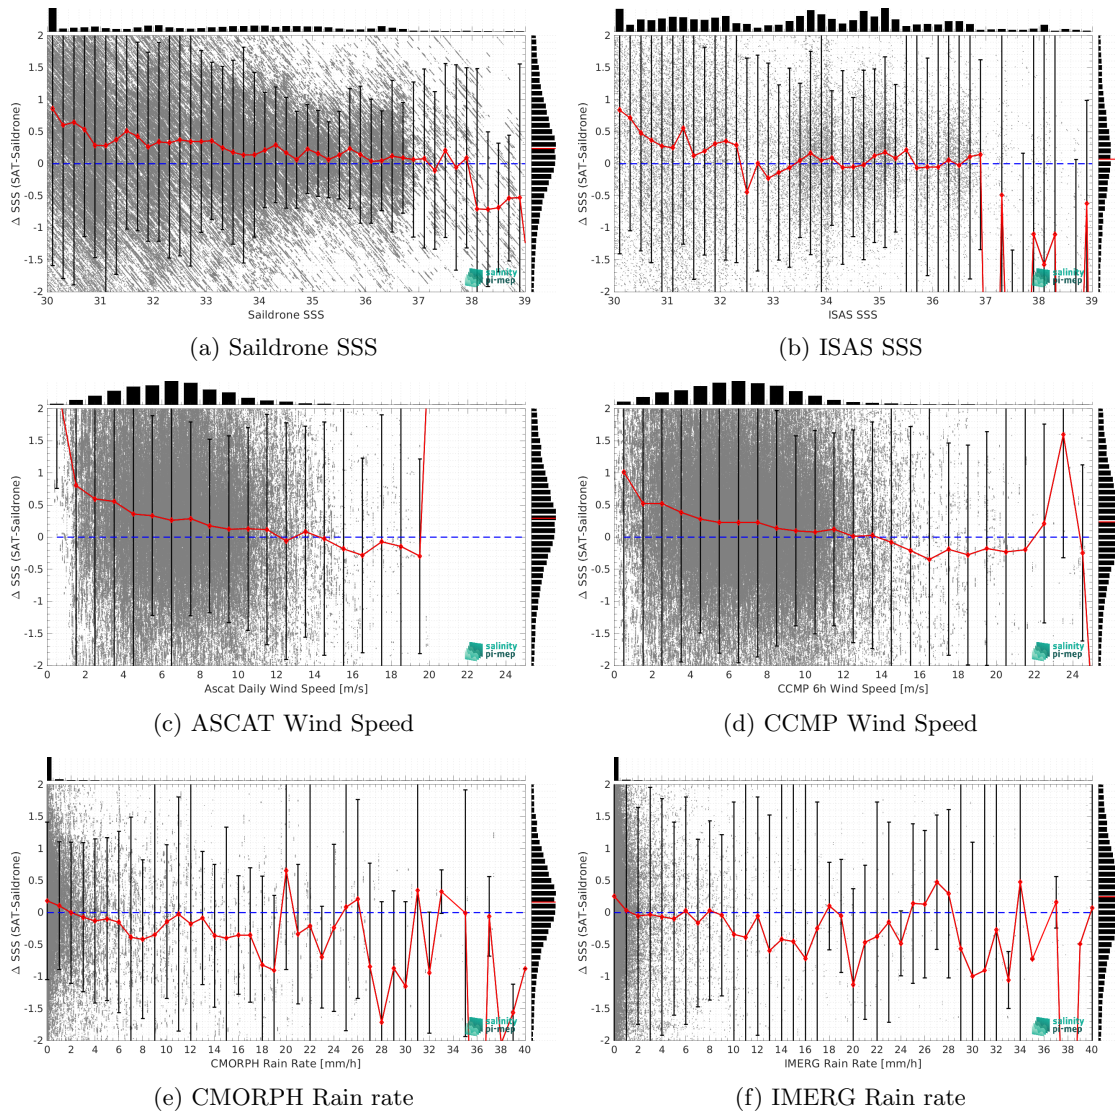 2
1.5
1
0.5
0
-0.5
-1
-1.5
-2
Δ SSS (SAT-Saildrone)
30 31 32 33 34 35 36 37 38 39
Saildrone SSS
salinity
pi-mep
(a) Saildrone SSS
2
1.5
1
0.5
0
-0.5
-1
-1.5
-2
Δ SSS (SAT-Saildrone)
30 31 32 33 34 35 36 37 38 39
ISAS SSS
salinity
pi-mep
(b) ISAS SSS
2
1.5
1
0.5
0
-0.5
-1
-1.5
-2
Δ SSS (SAT-Saildrone)
0 2 4 6 8 10 12 14 16 18 20 22 24
Ascat Daily Wind Speed [m/s]
salinity
pi-mep
(c) ASCAT Wind Speed
2
1.5
1
0.5
0
-0.5
-1
-1.5
-2
Δ SSS (SAT-Saildrone)
0 2 4 6 8 10 12 14 16 18 20 22 24
CCMP 6h Wind Speed [m/s]
salinity
pi-mep
(d) CCMP Wind Speed
2
1.5
1
0.5
0
-0.5
-1
-1.5
-2
Δ SSS (SAT-Saildrone)
0 2 4 6 8 10 12 14 16 18 20 22 24 26 28 30 32 34 36 38 40
CMORPH Rain Rate [mm/h]
salinity
pi-mep
(e) CMORPH Rain rate
2
1.5
1
0.5
0
-0.5
-1
-1.5
-2
Δ SSS (SAT-Saildrone)
0 2 4 6 8 10 12 14 16 18 20 22 24 26 28 30 32 34 36 38 40
IMERG Rain Rate [mm/h]
salinity
pi-mep
(f) IMERG Rain rate